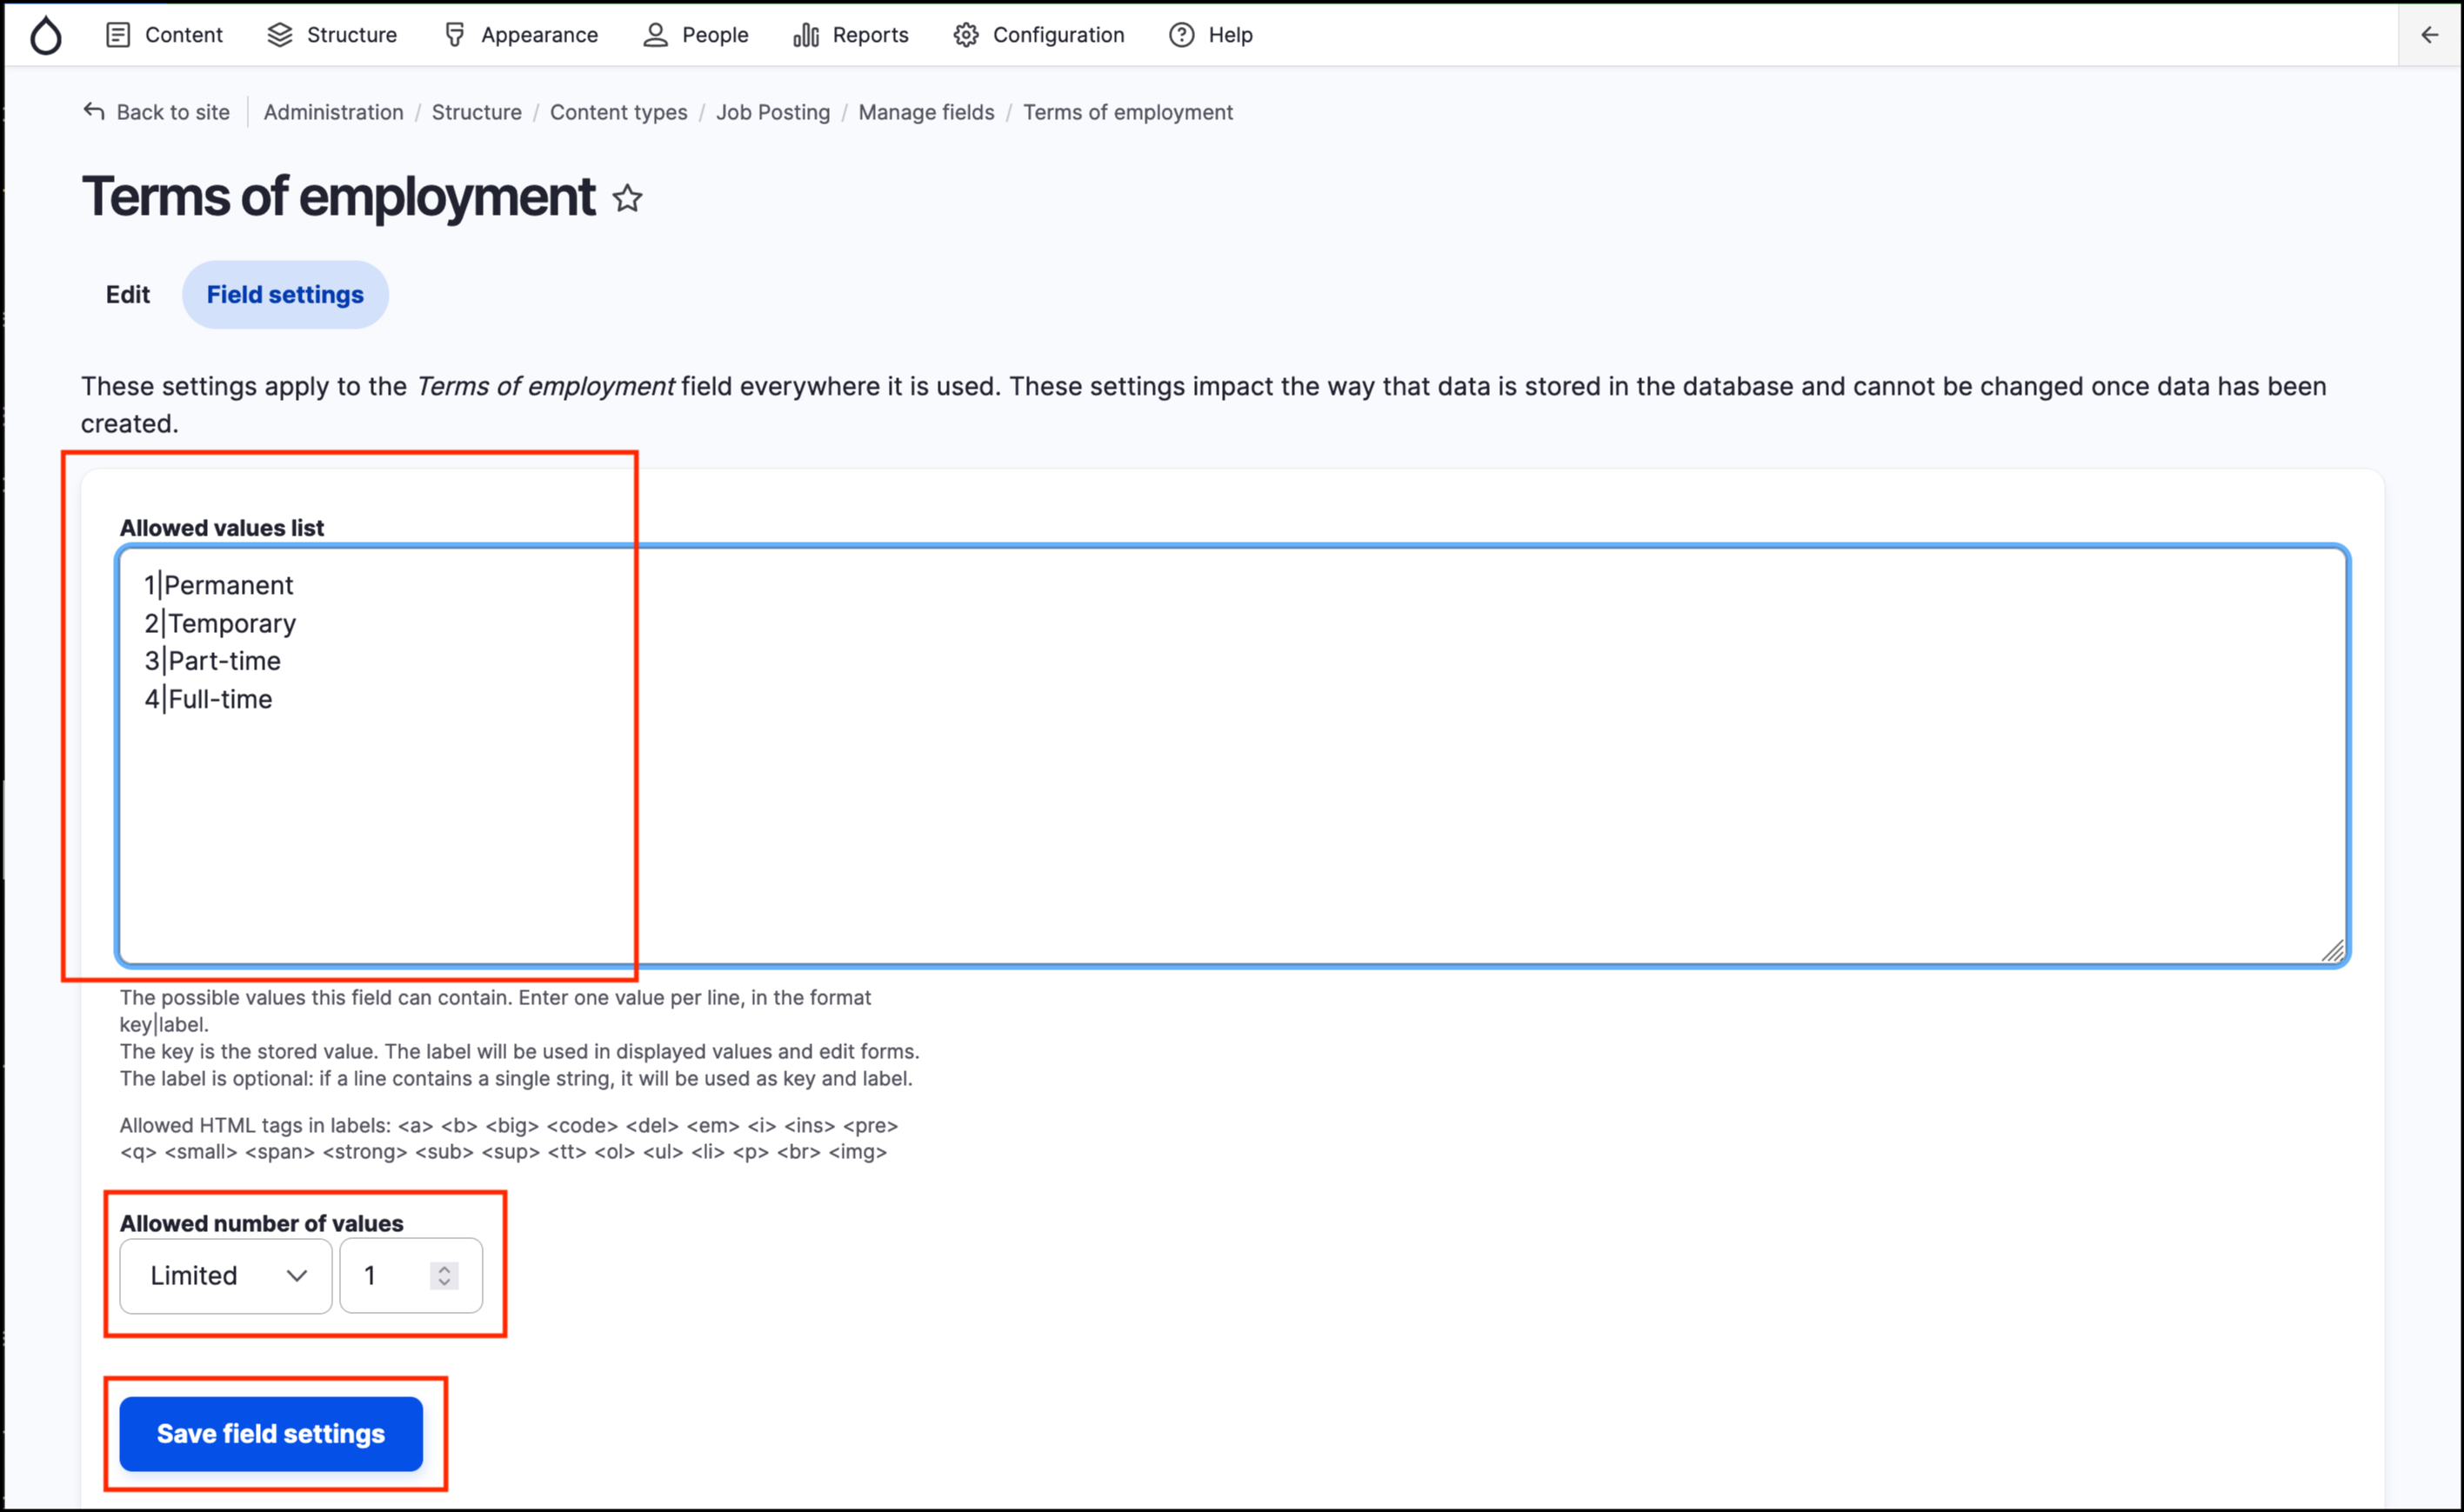 Content Structure Appearance People Reports Configuration Help
Back to site Administration / Structure / Content types / Job Posting / Manage fields / Terms of employment
Terms of employment
Edit Field settings
These settings apply to the Terms of employment field everywhere it is used. These settings impact the way that data is stored in the database and cannot be changed once data has been
created.
Allowed values list
1|Permanent
2|Temporary
3|Part-time
4|Full-time
The possible values this field can contain. Enter one value per line, in the format
key|label.
The key is the stored value. The label will be used in displayed values and edit forms.
The label is optional: if a line contains a single string, it will be used as key and label.
Allowed HTML tags in labels: <a> <b> <big> <code> <del> <em> <i> <ins> <pre>
<q> <small> <span> <strong> <sub> <sup> <tt> <ol> <ul> <li> <p> <br> <img>
Allowed number of values
Limited 1
Save field settings